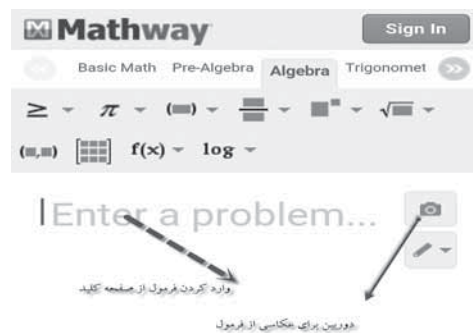 Mathway
Sign In
Basic Math Pre-Algebra Algebra Trigonomet
≥ π (■)
(■,■) f(x) log
Enter a problem...
وارد کردن فرمول از صفحه کلید
دوربین برای عکاسی از فرمول